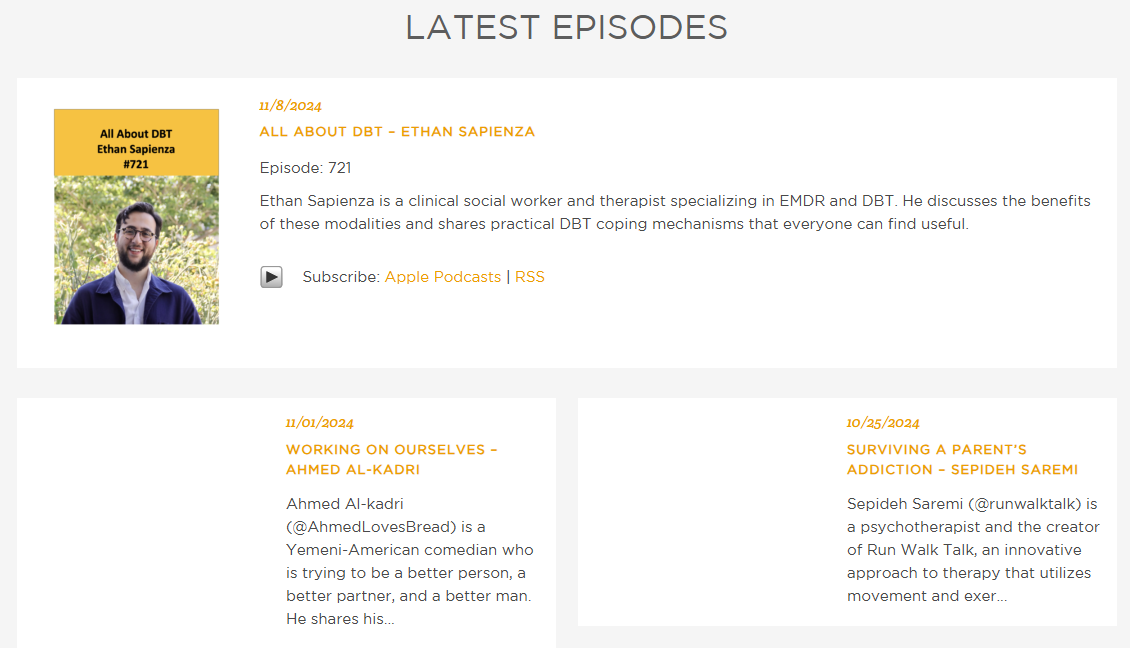 LATEST EPISODES
All About DBT
Ethan Sapienza
#721
11/8/2024
ALL ABOUT DBT – ETHAN SAPIENZA
Episode: 721
Ethan Sapienza is a clinical social worker and therapist specializing in EMDR and DBT. He discusses the benefits
of these modalities and shares practical DBT coping mechanisms that everyone can find useful.
Subscribe: Apple Podcasts | RSS
11/01/2024
WORKING ON OURSELVES –
AHMED AL-KADRI
Ahmed Al-kadri
(@AhmedLovesBread) is a
Yemeni-American comedian who
is trying to be a better person, a
better partner, and a better man.
He shares his...
10/25/2024
SURVIVING A PARENT'S
ADDICTION – SEPIDEH SAREMI
Sepideh Saremi (@runwalktalk) is
a psychotherapist and the creator
of Run Walk Talk, an innovative
approach to therapy that utilizes
movement and exer...